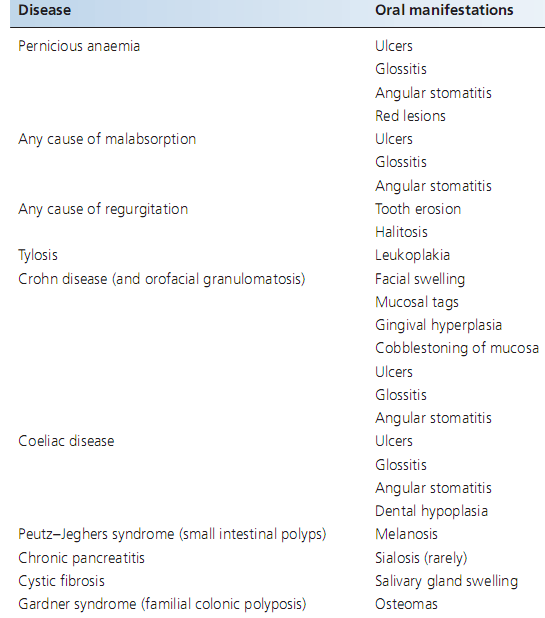 Disease Oral manifestations
Pernicious anaemia Ulcers
Glossitis
Angular stomatitis
Red lesions
Any cause of malabsorption Ulcers
Glossitis
Angular stomatitis
Any cause of regurgitation Tooth erosion
Halitosis
Tylosis Leukoplakia
Crohn disease (and orofacial granulomatosis) Facial swelling
Mucosal tags
Gingival hyperplasia
Cobblestoning of mucosa
Ulcers
Glossitis
Angular stomatitis
Coeliac disease Ulcers
Glossitis
Angular stomatitis
Dental hypoplasia
Peutz–Jeghers syndrome (small intestinal polyps) Melanosis
Chronic pancreatitis Sialosis (rarely)
Cystic fibrosis Salivary gland swelling
Gardner syndrome (familial colonic polyposis) Osteomas